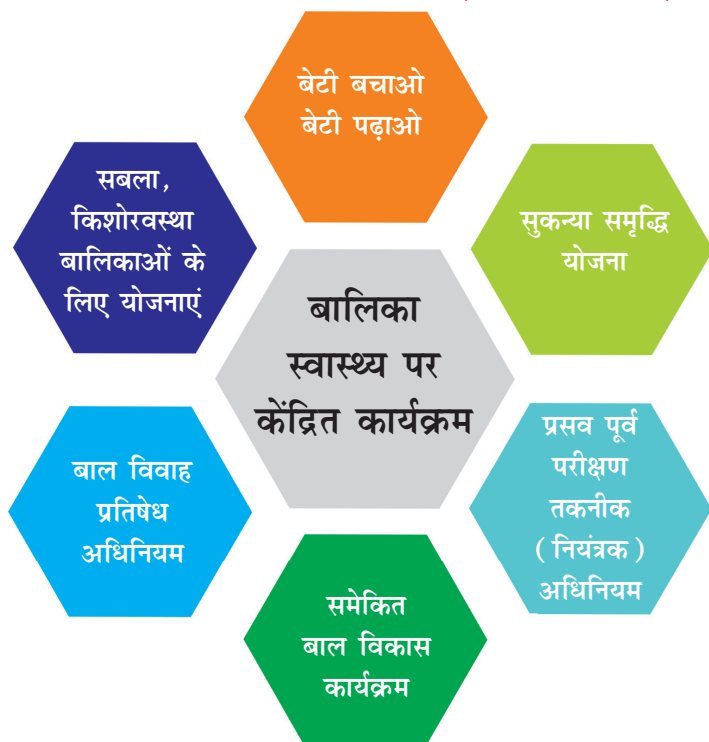 बेटी बचाओ
बेटी पढ़ाओ
सबला,
किशोरवस्था
बालिकाओं के
लिए योजनाएं
सुकन्या समृद्धि
योजना
बालिका
स्वास्थ्य पर
केंद्रित कार्यक्रम
बाल विवाह
प्रतिषेध
अधिनियम
प्रसव पूर्व
परीक्षण
तकनीक
( नियंत्रक )
अधिनियम
समेकित
बाल विकास
कार्यक्रम